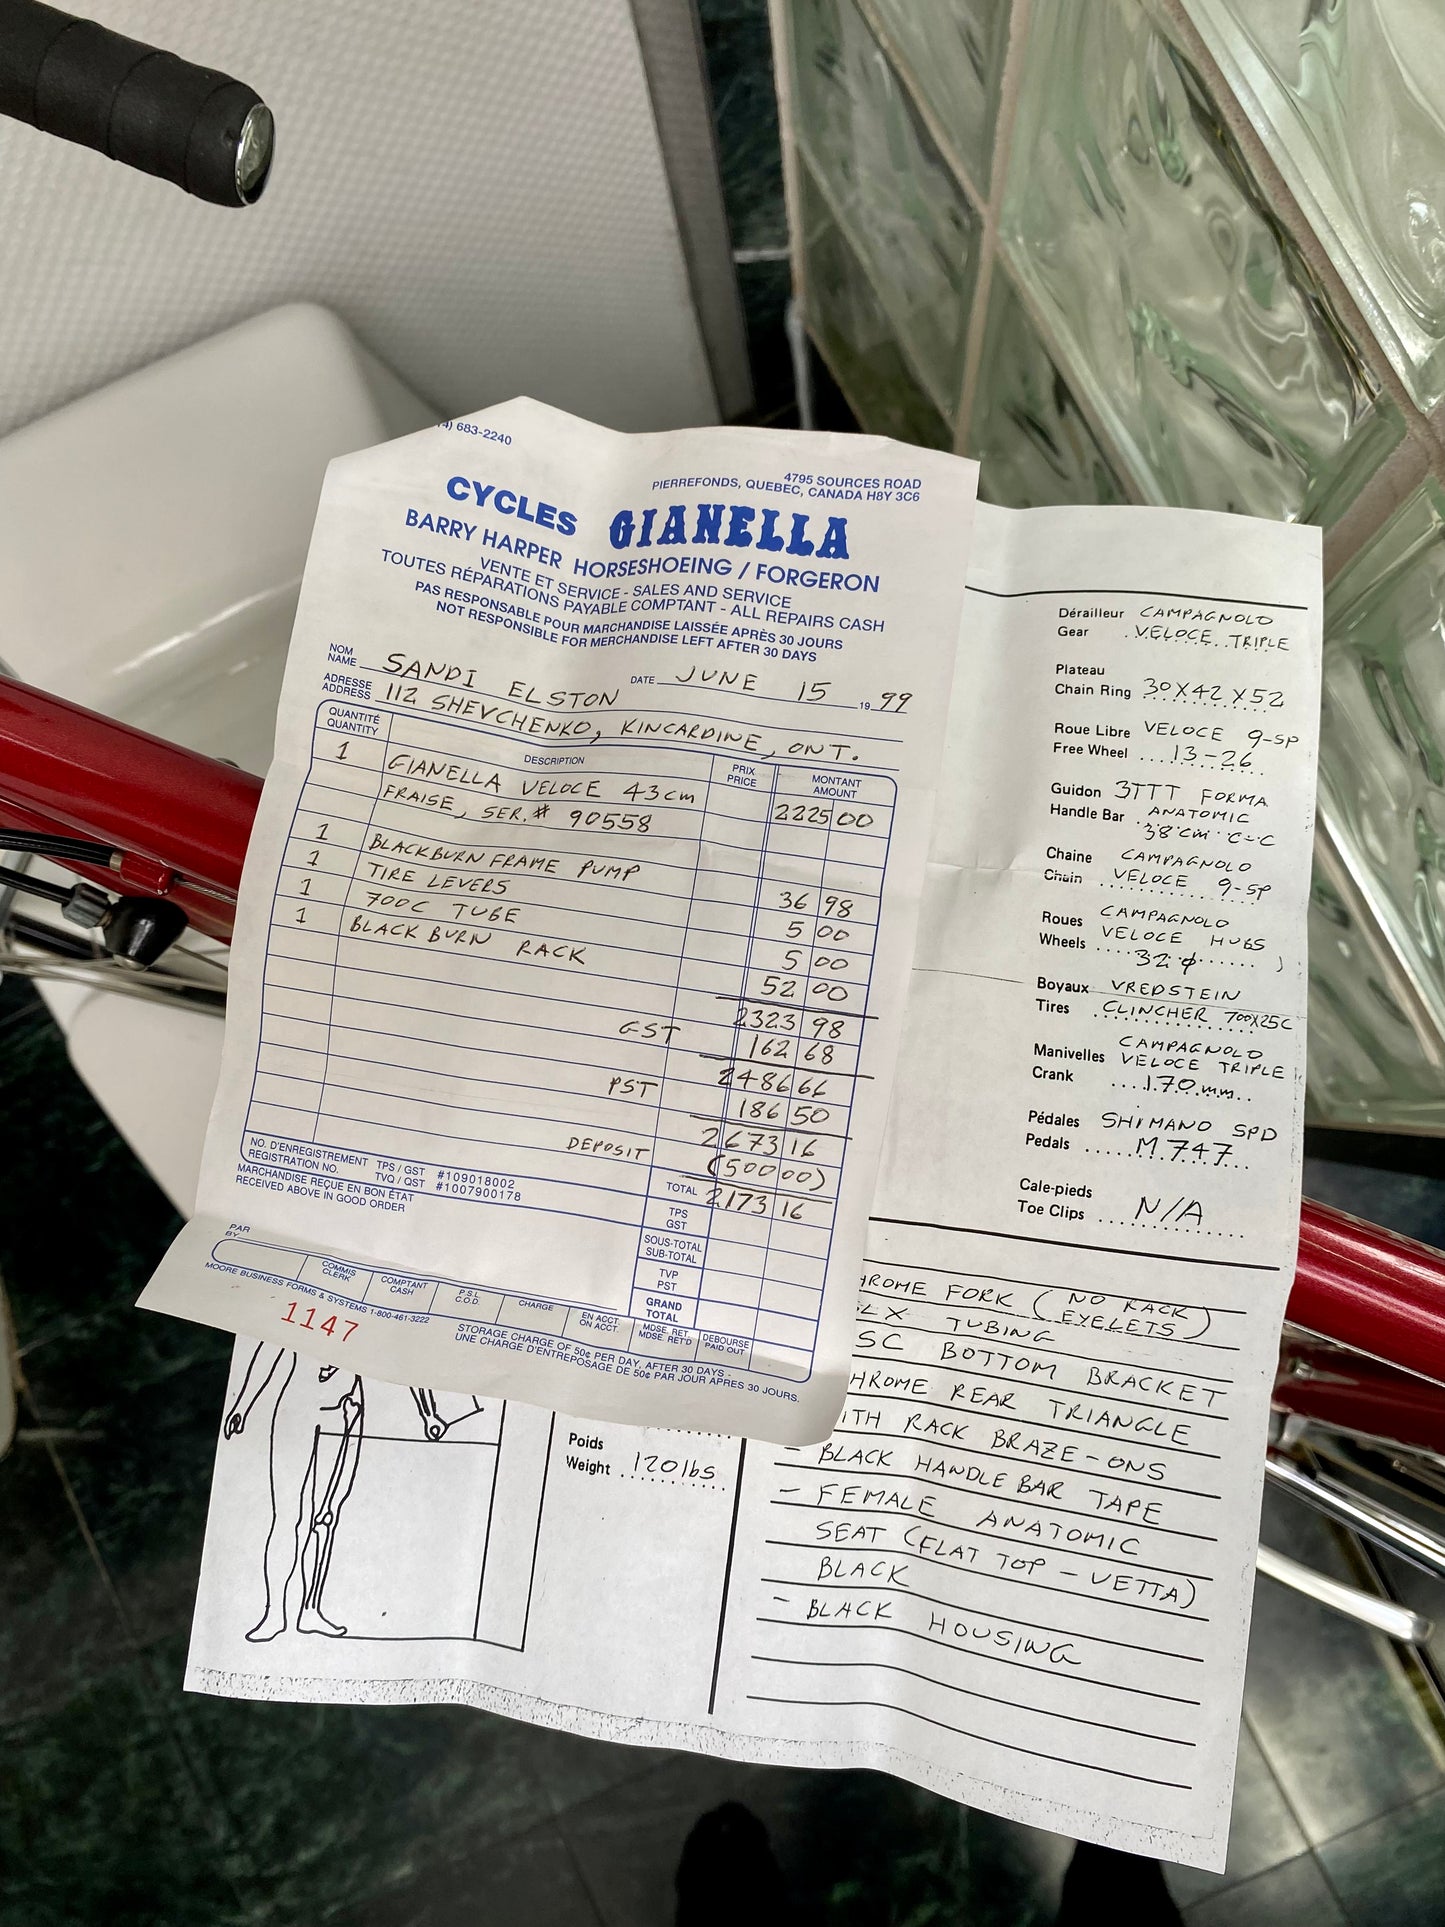 4) 683-2240
4795 SOURCES ROAD
PIERREFONDS, QUEBEC, CANADA H8Y 3C6
CYCLES GIANELLA
BARRY HARPER HORSESHOEING / FORGERON
VENTE ET SERVICE - SALES AND SERVICE
TOUTES RÉPARATIONS PAYABLE COMPTANT - ALL REPAIRS CASH
PAS RESPONSABLE POUR MARCHANDISE LAISSÉE APRÈS 30 JOURS
NOT RESPONSIBLE FOR MERCHANDISE LEFT AFTER 30 DAYS
NOM
NAME SANDI ELSTON DATE JUNE 15 1999
ADRESSE
ADDRESS 112 SHEVCHENKO, KINCARDINE, ONT.
QUANTITÉ
QUANTITY DESCRIPTION PRIX
PRICE MONTANT
AMOUNT
1 GIANELLA VELOCE 43cm 2225 00
FRAISE, SER.# 90558
1 BLACKBURN FRAME PUMP 36 98
1 TIRE LEVERS 5 00
1 700C TUBE 5 00
1 BLACKBURN RACK 52 00
2323 98
GST 162 68
2486 66
PST 186 50
2673 16
DEPOSIT (500 00)
TOTAL 2173 16
NO. D'ENREGISTREMENT TPS / GST #109018002
REGISTRATION NO. TVQ / QST #1007900178
MARCHANDISE REÇUE EN BON ÉTAT
RECEIVED ABOVE IN GOOD ORDER
TPS
GST
SOUS-TOTAL
SUB-TOTAL
TVP
PST
GRAND
TOTAL
PAR
BY
COMMIS
CLERK
COMPTANT
CASH
P.S.L.
C.O.D.
CHARGE
EN ACCT.
ON ACCT.
MDSE. RET.
MDSE. RET'D
DEBOURSE
PAID OUT
MOORE BUSINESS FORMS & SYSTEMS 1-800-461-3222
1147
STORAGE CHARGE OF 50¢ PER DAY, AFTER 30 DAYS -
UNE CHARGE D'ENTREPOSAGE DE 50¢ PAR JOUR APRES 30 JOURS.
Dérailleur CAMPAGNOLO
Gear VELOCE TRIPLE
Plateau
Chain Ring 30X42X52
Roue Libre VELOCE 9-SP
Free Wheel 13-26
Guidon 3TTT FORMA
Handle Bar ANATOMIC
38cm C-C
Chaine CAMPAGNOLO
Chain VELOCE 9-SP
Roues CAMPAGNOLO
Wheels VELOCE HUBS
32 ϕ
Boyaux VREDSTEIN
Tires CLINCHER 700X25C
Manivelles CAMPAGNOLO
Crank VELOCE TRIPLE
170 mm
Pédales SHIMANO SPD
Pedals M747
Cale-pieds
Toe Clips N/A
HROME FORK (NO RACK
EYELETS)
SLX TUBING
SC BOTTOM BRACKET
HROME REAR TRIANGLE
ITH RACK BRAZE-ONS
- BLACK HANDLEBAR TAPE
- FEMALE ANATOMIC
SEAT (FLAT TOP - VETTA)
BLACK
- BLACK HOUSING
Poids
Weight 120 lbs